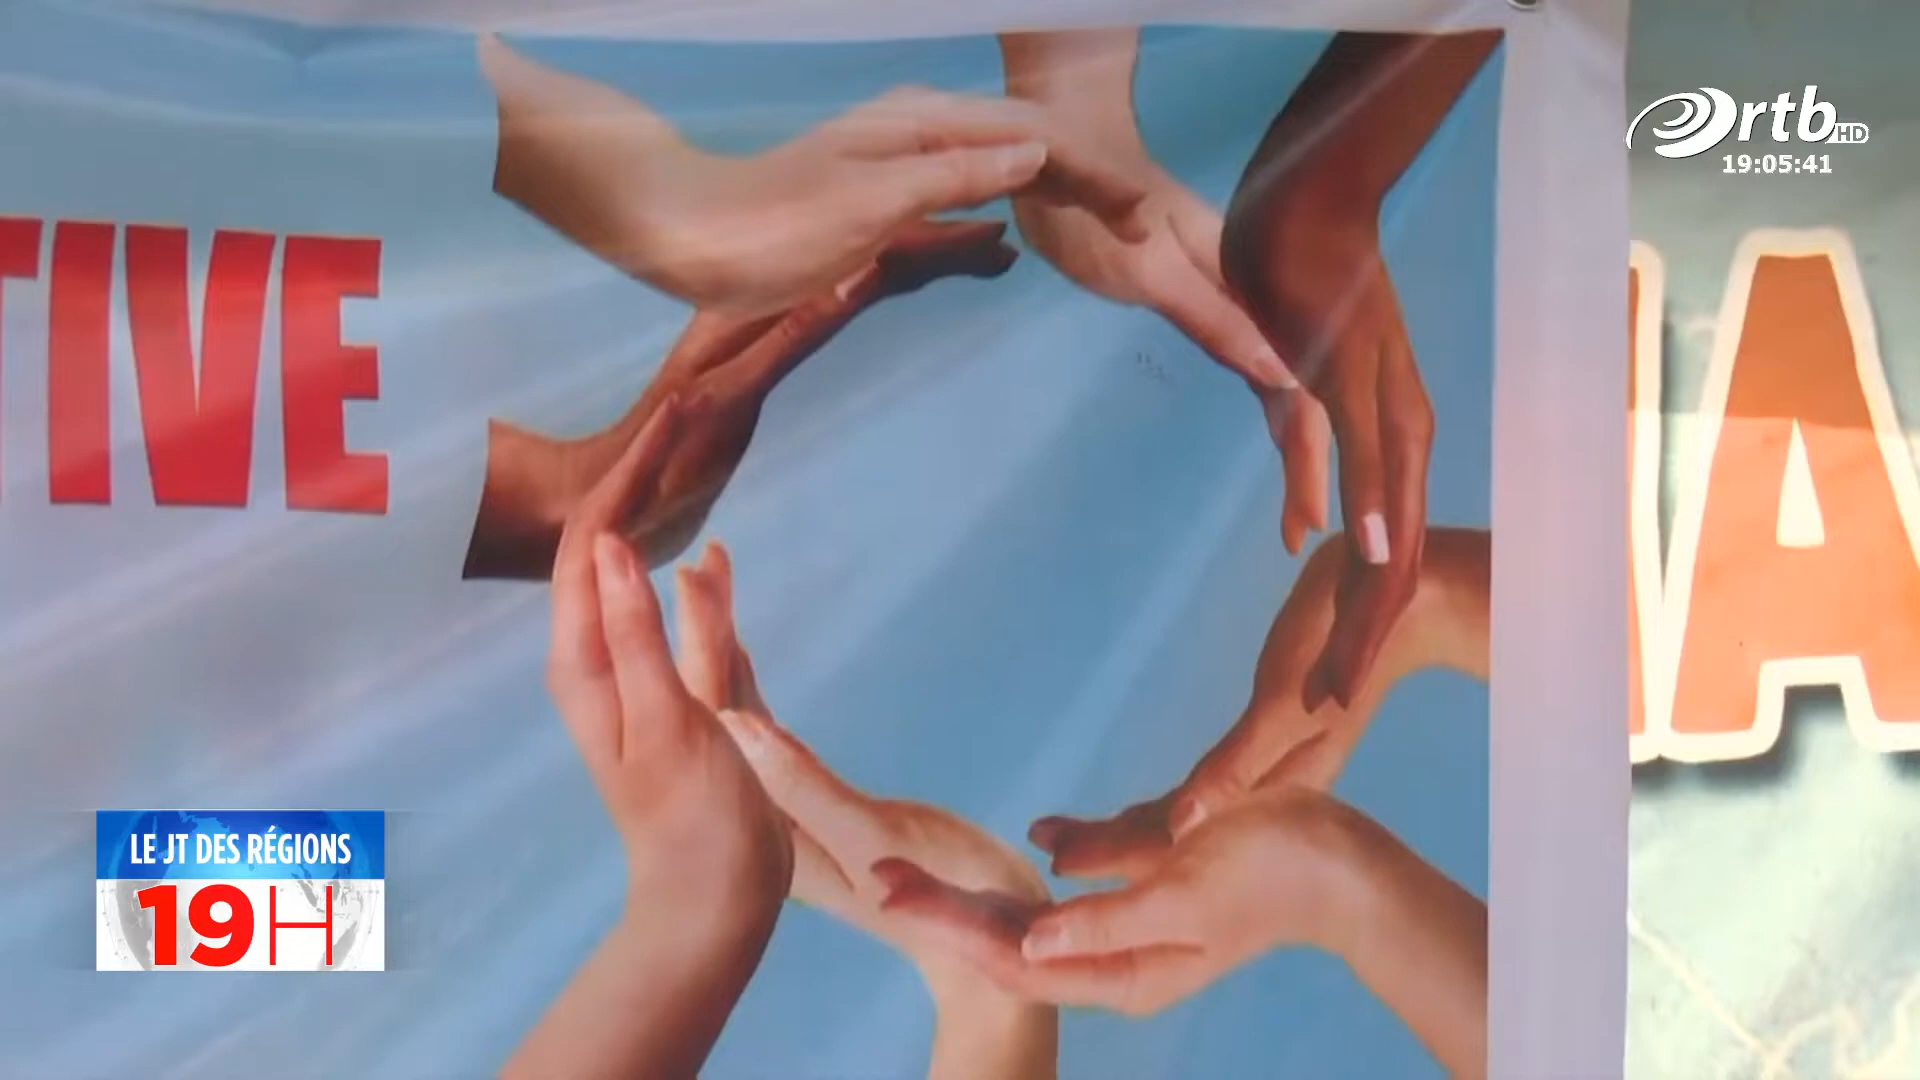 rtb HD
19:05:41
TIVE
A
LE JT DES RÉGIONS
19H